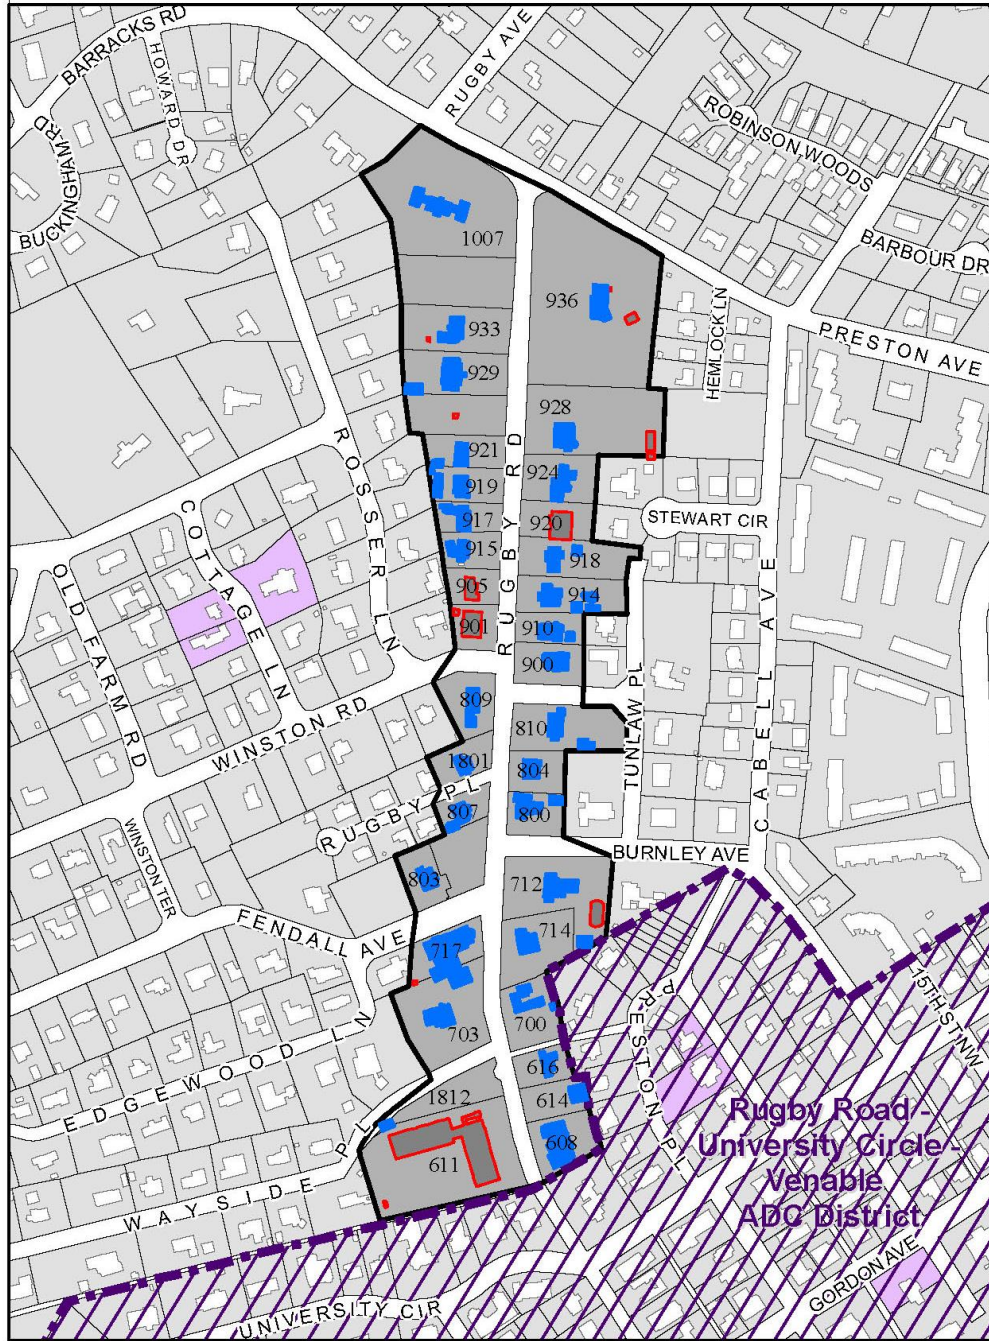 BARRACKS RD
HOWARD DR
BUCKINGHAM RD
RUGBY AVE
ROBINSON WOODS
BARBOUR DR
1007
936
HEMLOCK LN
PRESTON AVE
933
929
928
RUGBY RD
ROSSER LN
921
924
919
COTTAGE LN
917
920
STEWART CIR
915
918
OLD FARM RD
905
914
901
910
900
TUNLAW PL
CABELL AVE
WINSTON RD
809
810
1801
804
RUGBY PL
807
800
WINSTON TER
BURNLEY AVE
803
712
FENDALL AVE
714
717
15TH ST NW
700
703
PRESTON PL
EDGEWOOD LN
616
1812
614
611
608
WAYSIDE PL
Rugby Road -
University Circle -
Venable
ADC District
GORDON AVE
UNIVERSITY CIR